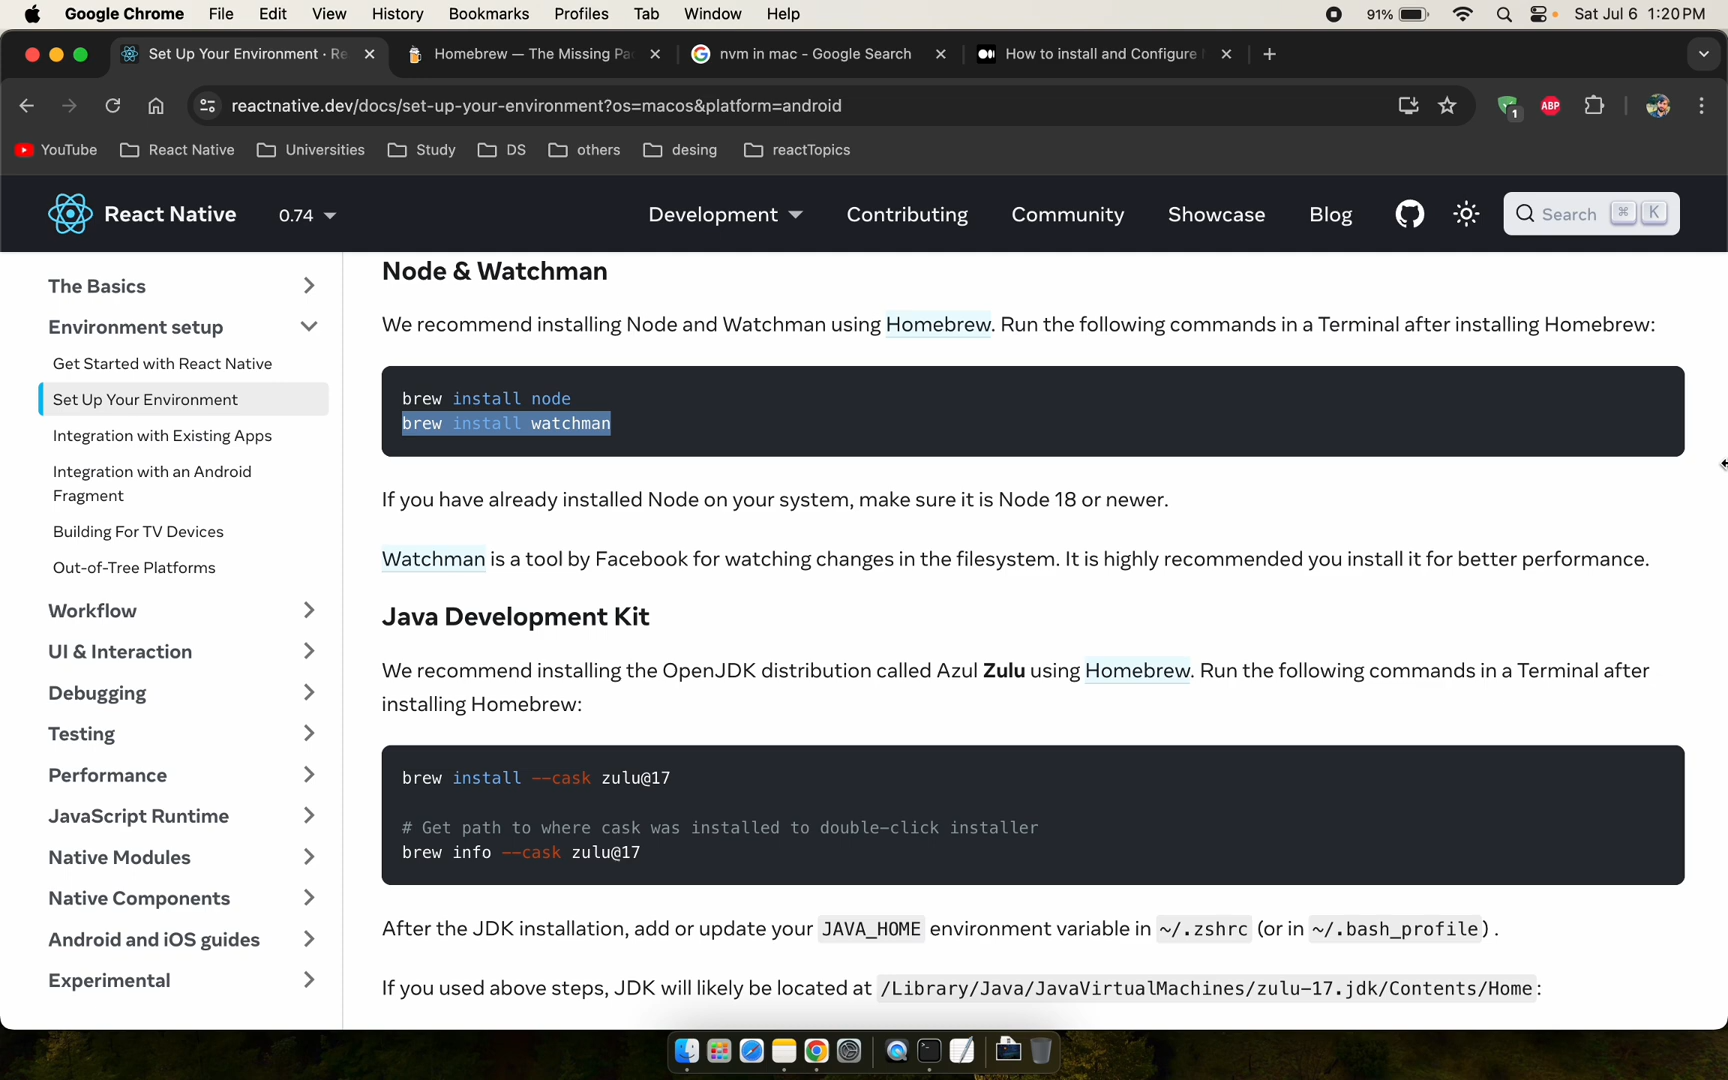 Google Chrome File Edit View History Bookmarks Profiles Tab Window Help 91% Sat Jul 6 1:20 PM
Set Up Your Environment · Re Homebrew — The Missing Pa nvm in mac - Google Search How to install and Configure
reactnative.dev/docs/set-up-your-environment?os=macos&platform=android 1 ABP
YouTube React Native Universities Study DS others desing reactTopics
React Native 0.74 Development Contributing Community Showcase Blog Search ⌘ K
The Basics
Environment setup
Get Started with React Native
Set Up Your Environment
Integration with Existing Apps
Integration with an Android
Fragment
Building For TV Devices
Out-of-Tree Platforms
Workflow
UI & Interaction
Debugging
Testing
Performance
JavaScript Runtime
Native Modules
Native Components
Android and iOS guides
Experimental
Node & Watchman
We recommend installing Node and Watchman using Homebrew. Run the following commands in a Terminal after installing Homebrew:
brew install node
brew install watchman
If you have already installed Node on your system, make sure it is Node 18 or newer.
Watchman is a tool by Facebook for watching changes in the filesystem. It is highly recommended you install it for better performance.
Java Development Kit
We recommend installing the OpenJDK distribution called Azul Zulu using Homebrew. Run the following commands in a Terminal after
installing Homebrew:
brew install --cask zulu@17
# Get path to where cask was installed to double-click installer
brew info --cask zulu@17
After the JDK installation, add or update your JAVA_HOME environment variable in ~/.zshrc (or in ~/.bash_profile) .
If you used above steps, JDK will likely be located at /Library/Java/JavaVirtualMachines/zulu-17.jdk/Contents/Home: